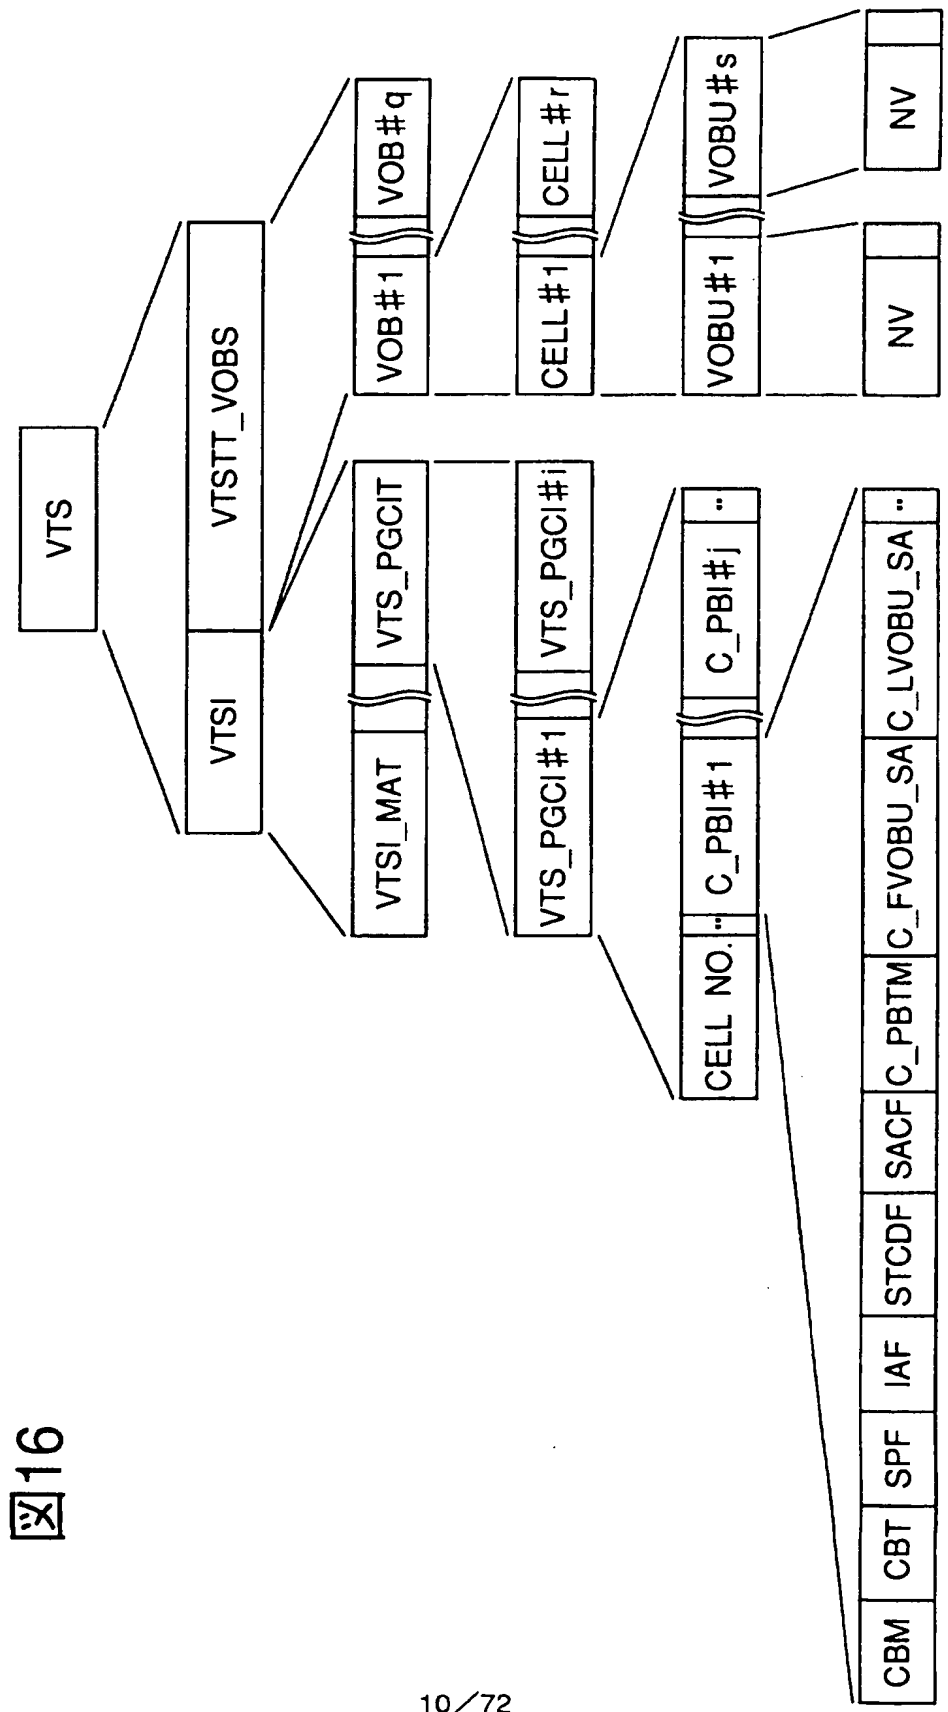 図16
VTS
VTSI VTSTT_VOBS
VTSI_MAT VTS_PGCIT VOB#1 VOB#q
VTS_PGCI#1 VTS_PGCI#i CELL#1 CELL#r
CELL NO. ·· C_PBI#1 C_PBI#j ·· VOBU#1 VOBU#s
CBM CBT SPF IAF STCDF SACF C_PBTM C_FVOBU_SA C_LVOBU_SA ·· NV NV
10/72